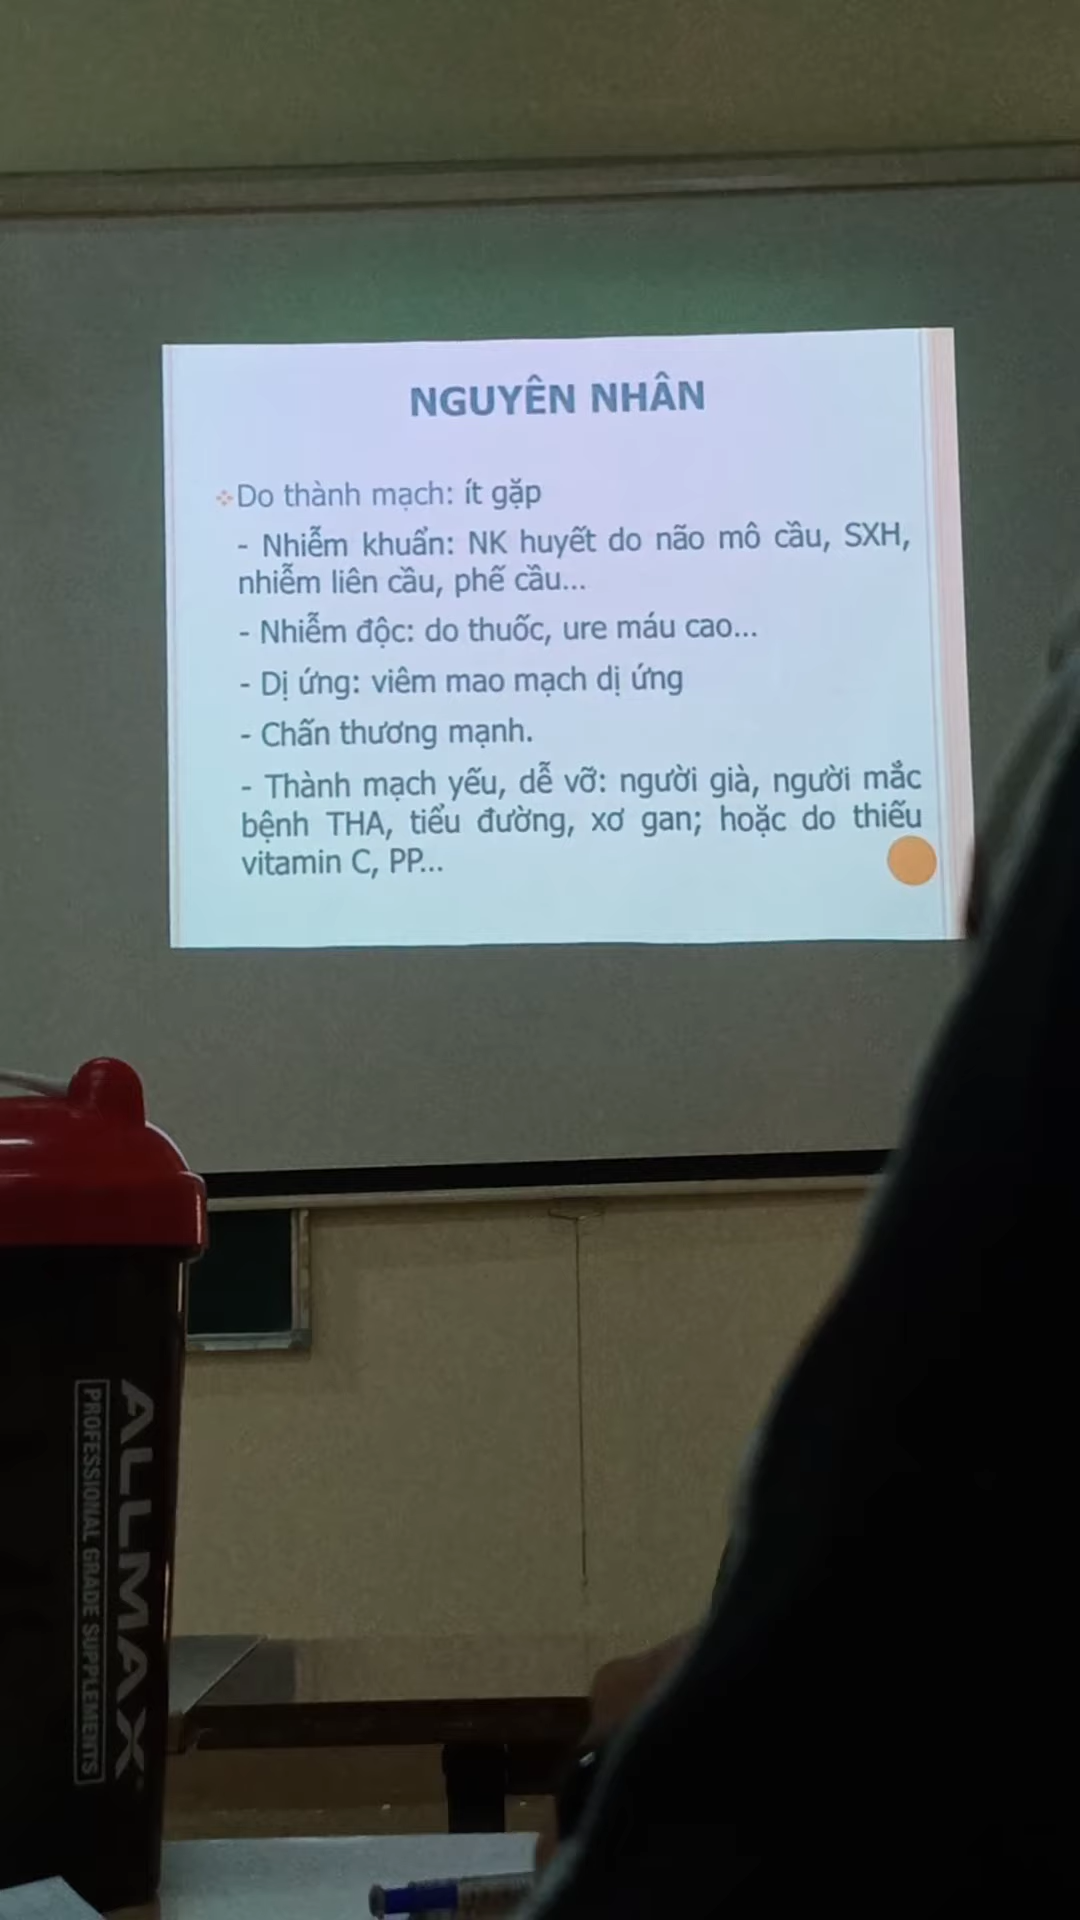 NGUYÊN NHÂN
Do thành mạch: ít gặp
- Nhiễm khuẩn: NK huyết do não mô cầu, SXH,
nhiễm liên cầu, phế cầu...
- Nhiễm độc: do thuốc, ure máu cao...
- Dị ứng: viêm mao mạch dị ứng
- Chấn thương mạnh.
- Thành mạch yếu, dễ vỡ: người già, người mắc
bệnh THA, tiểu đường, xơ gan; hoặc do thiếu
vitamin C, PP...
ALLMAX
PROFESSIONAL GRADE SUPPLEMENTS